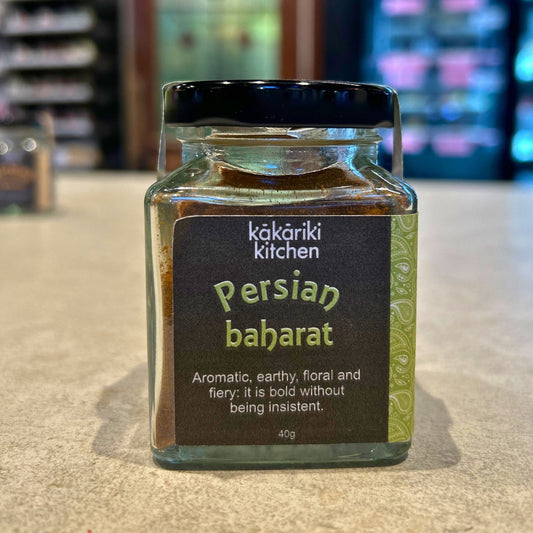 kākāriki
kitchen
Persian
baharat
Aromatic, earthy, floral and
fiery: it is bold without
being insistent.
40g